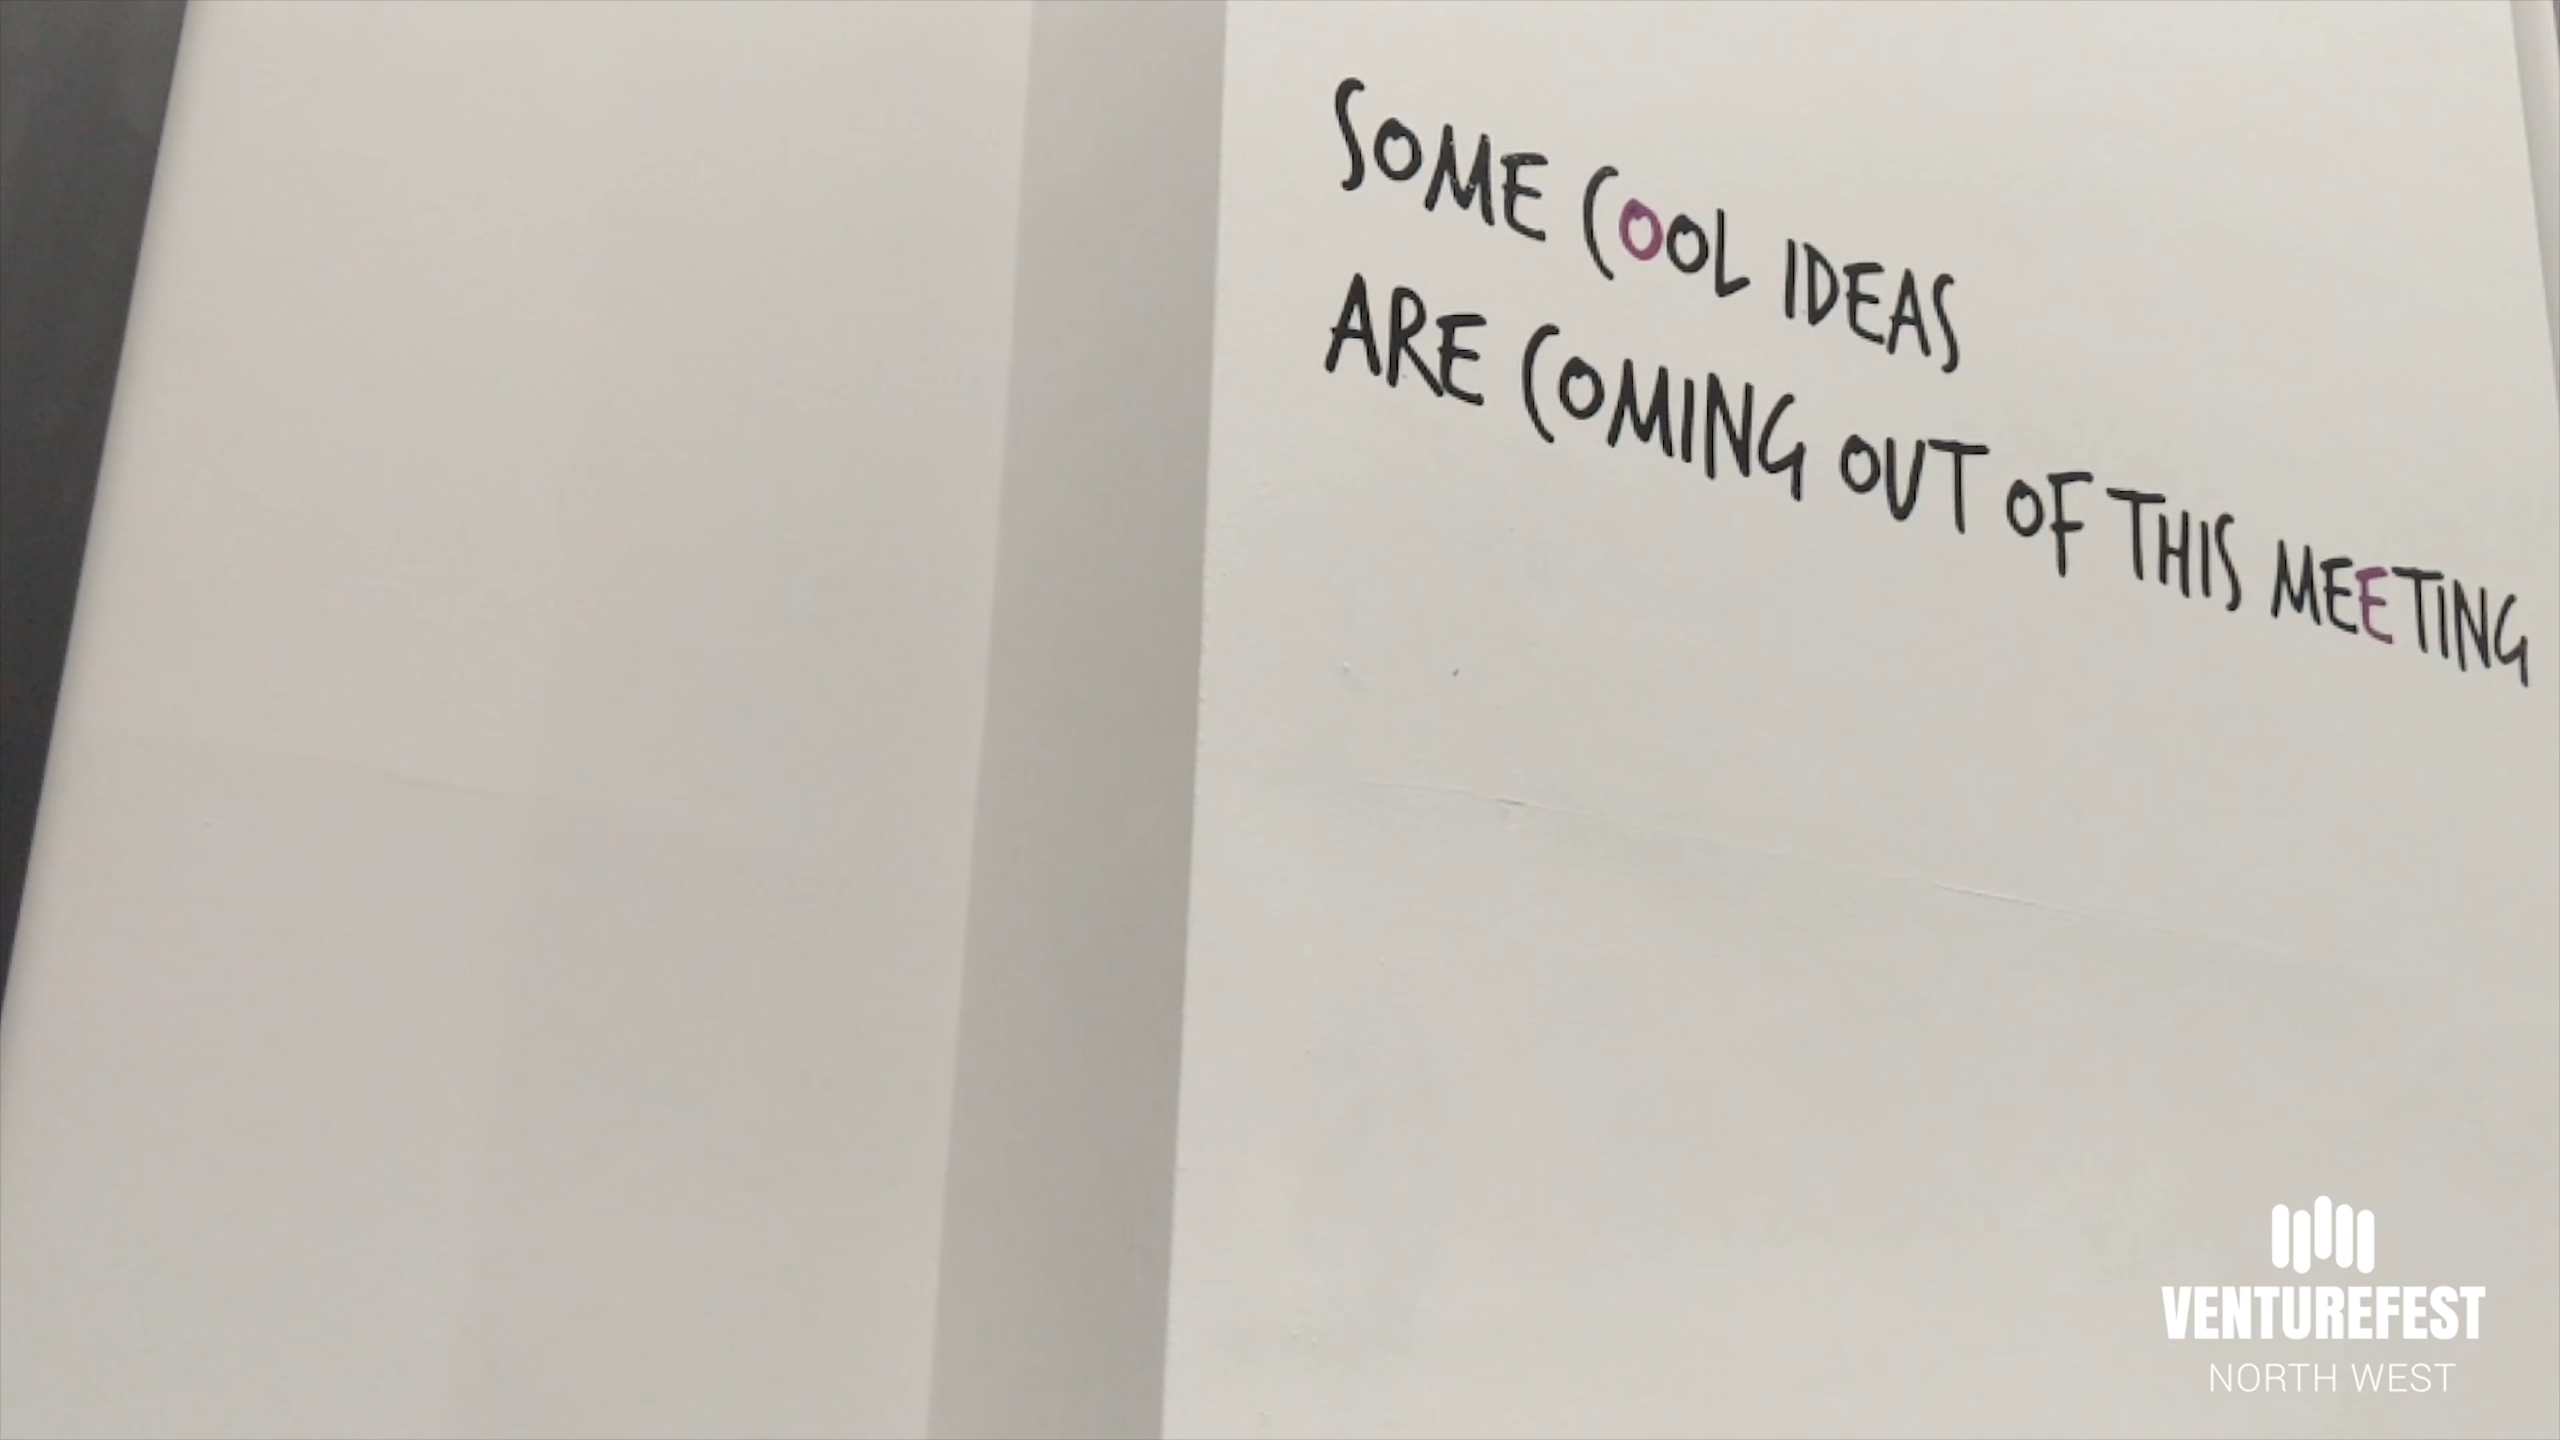 SOME COOL IDEAS
ARE COMING OUT OF THIS MEETING
VENTUREFEST
NORTH WEST